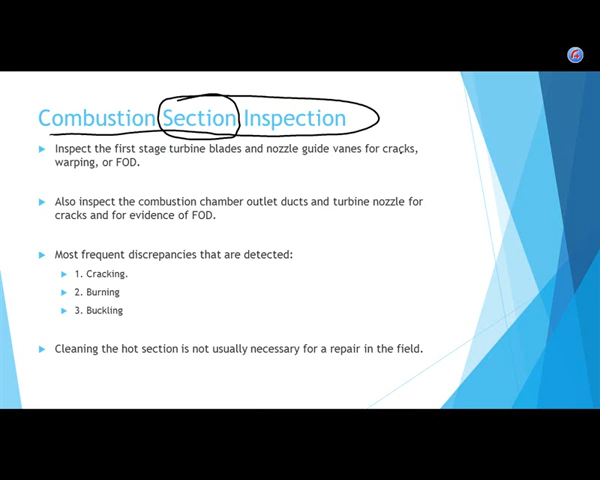 Combustion Section Inspection
Inspect the first stage turbine blades and nozzle guide vanes for cracks,
warping, or FOD.
Also inspect the combustion chamber outlet ducts and turbine nozzle for
cracks and for evidence of FOD.
Most frequent discrepancies that are detected:
1. Cracking.
2. Burning
3. Buckling
Cleaning the hot section is not usually necessary for a repair in the field.